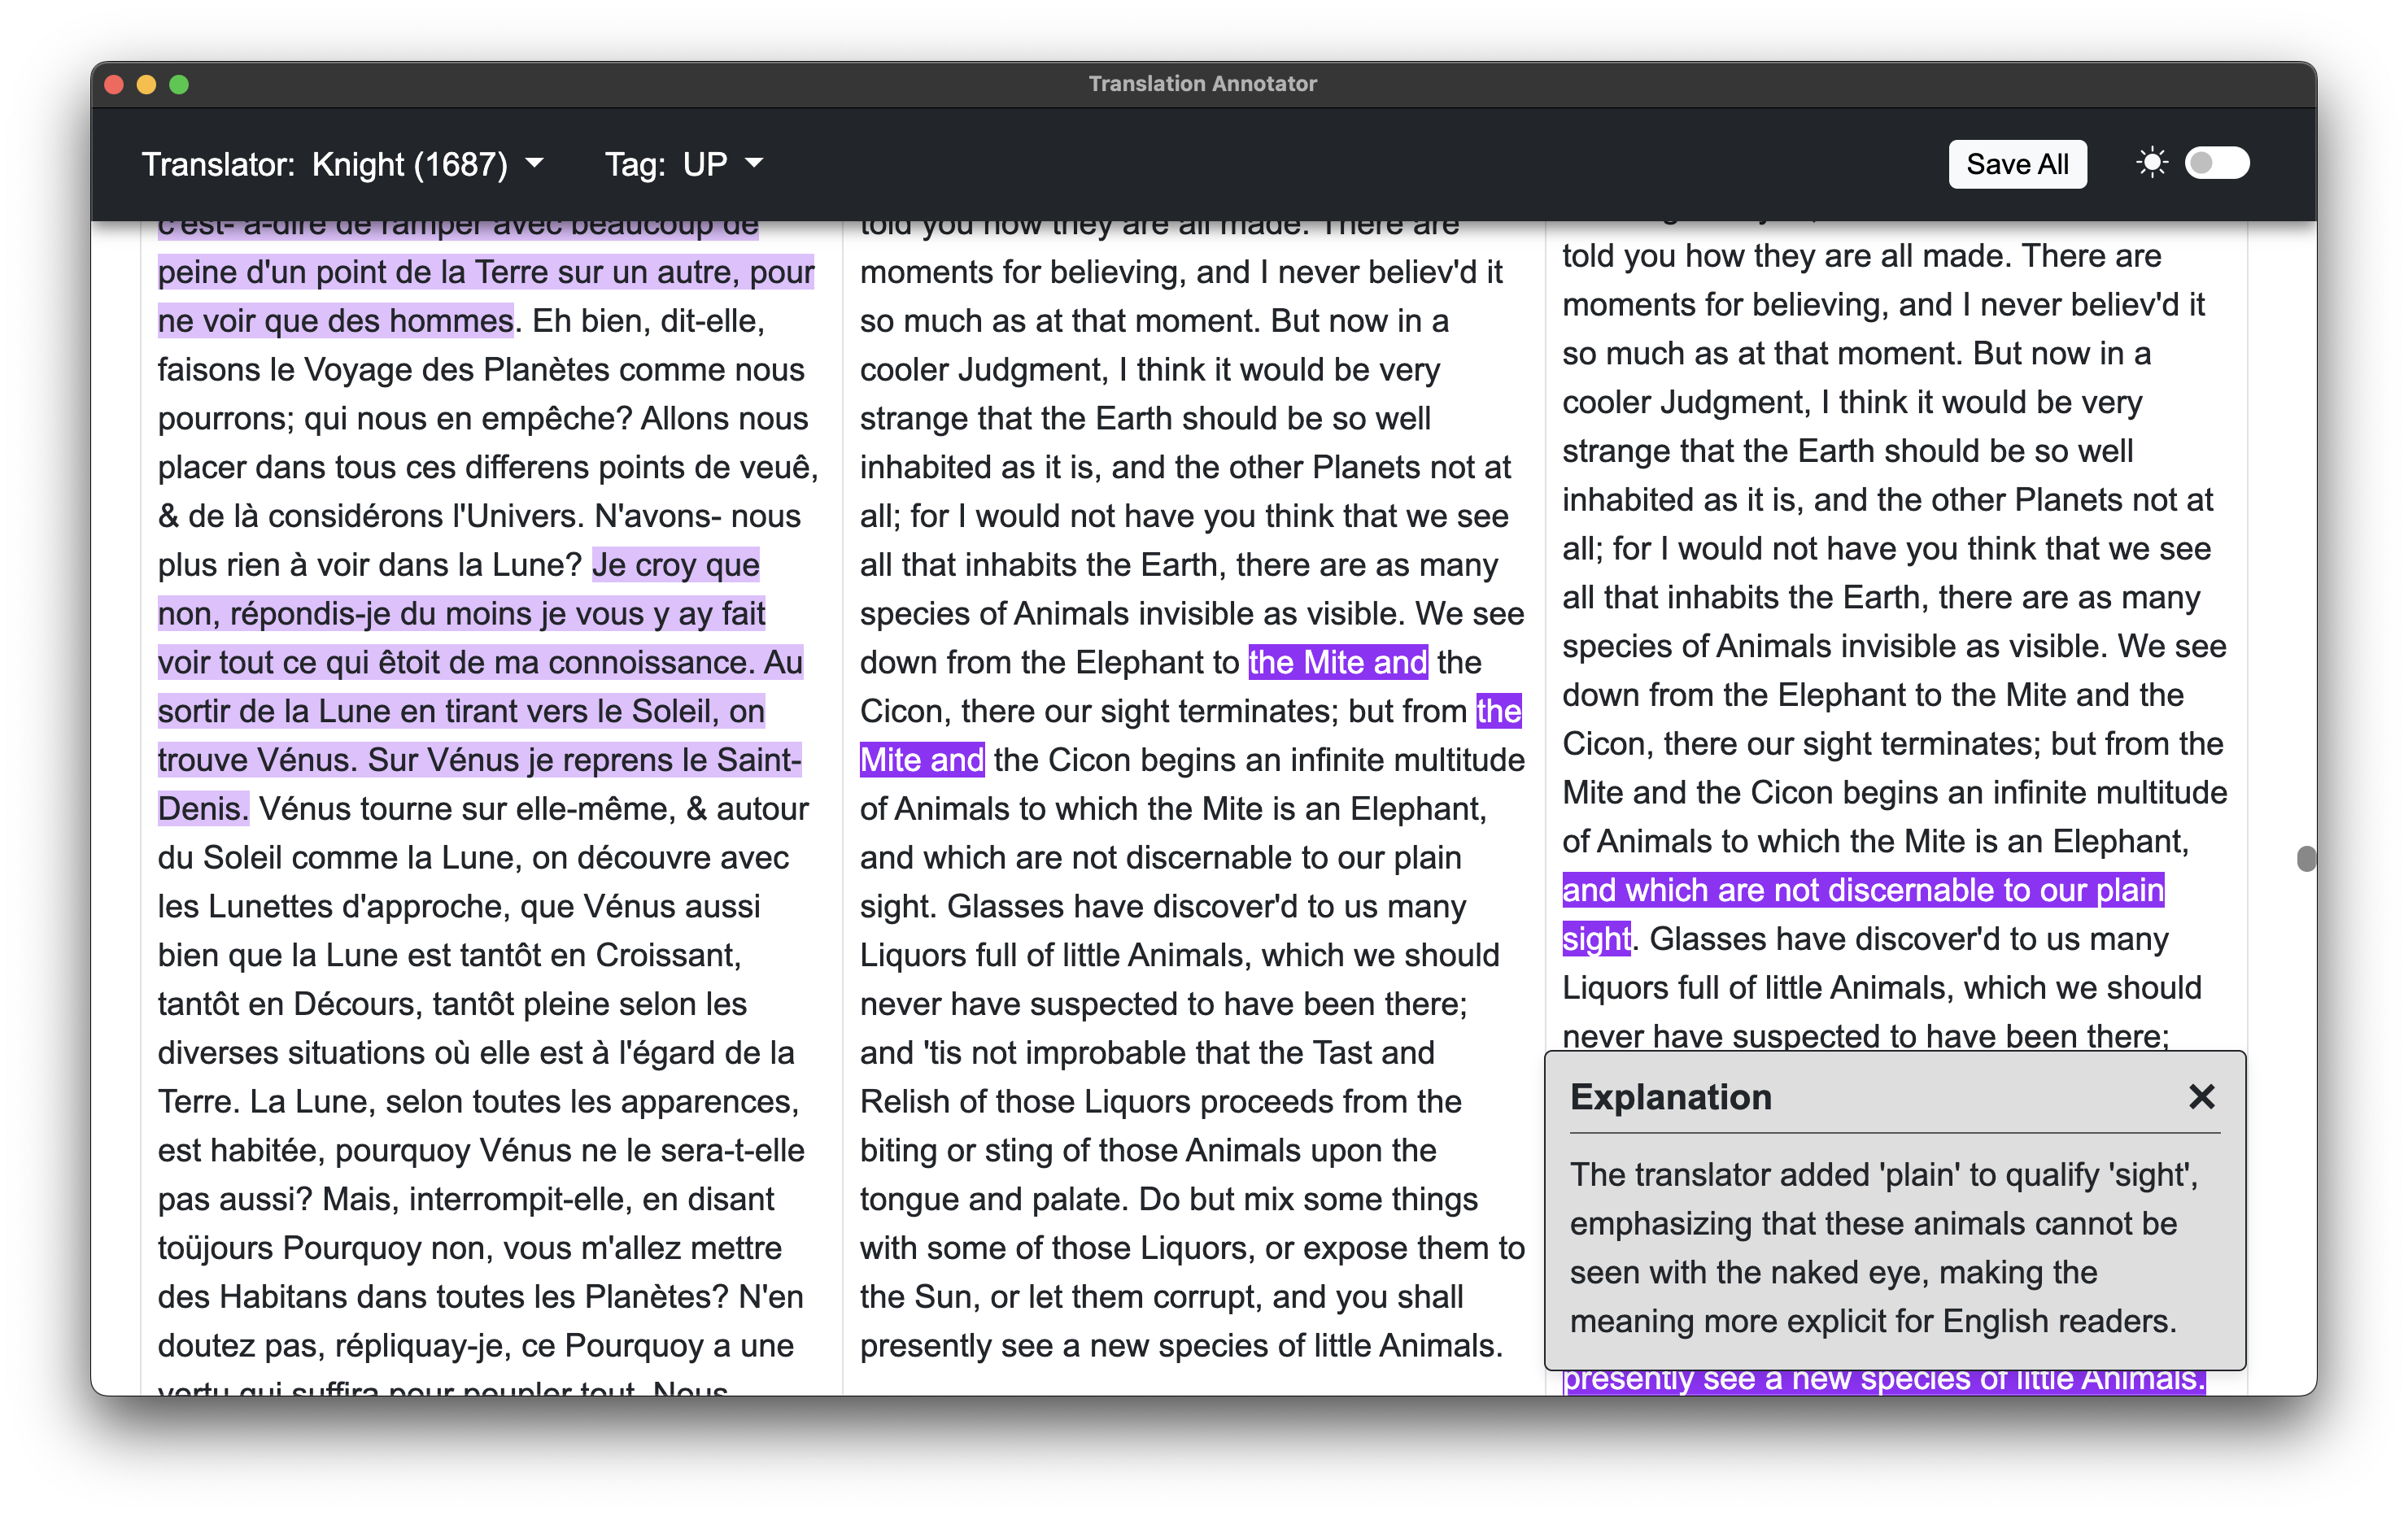 Translation Annotator
Translator: Knight (1687) Tag: UP Save All
c'est- à-dire de ramper avec beaucoup de
peine d'un point de la Terre sur un autre, pour
ne voir que des hommes. Eh bien, dit-elle,
faisons le Voyage des Planètes comme nous
pourrons; qui nous en empêche? Allons nous
placer dans tous ces differens points de veuê,
& de là considérons l'Univers. N'avons- nous
plus rien à voir dans la Lune? Je croy que
non, répondis-je du moins je vous y ay fait
voir tout ce qui êtoit de ma connoissance. Au
sortir de la Lune en tirant vers le Soleil, on
trouve Vénus. Sur Vénus je reprens le Saint-
Denis. Vénus tourne sur elle-même, & autour
du Soleil comme la Lune, on découvre avec
les Lunettes d'approche, que Vénus aussi
bien que la Lune est tantôt en Croissant,
tantôt en Décours, tantôt pleine selon les
diverses situations où elle est à l'égard de la
Terre. La Lune, selon toutes les apparences,
est habitée, pourquoy Vénus ne le sera-t-elle
pas aussi? Mais, interrompit-elle, en disant
toüjours Pourquoy non, vous m'allez mettre
des Habitans dans toutes les Planètes? N'en
doutez pas, répliquay-je, ce Pourquoy a une
vertu qui suffira pour peupler tout. Nous
told you how they are all made. There are
moments for believing, and I never believ'd it
so much as at that moment. But now in a
cooler Judgment, I think it would be very
strange that the Earth should be so well
inhabited as it is, and the other Planets not at
all; for I would not have you think that we see
all that inhabits the Earth, there are as many
species of Animals invisible as visible. We see
down from the Elephant to the Mite and the
Cicon, there our sight terminates; but from the
Mite and the Cicon begins an infinite multitude
of Animals to which the Mite is an Elephant,
and which are not discernable to our plain
sight. Glasses have discover'd to us many
Liquors full of little Animals, which we should
never have suspected to have been there;
and 'tis not improbable that the Tast and
Relish of those Liquors proceeds from the
biting or sting of those Animals upon the
tongue and palate. Do but mix some things
with some of those Liquors, or expose them to
the Sun, or let them corrupt, and you shall
presently see a new species of little Animals.
told you how they are all made. There are
moments for believing, and I never believ'd it
so much as at that moment. But now in a
cooler Judgment, I think it would be very
strange that the Earth should be so well
inhabited as it is, and the other Planets not at
all; for I would not have you think that we see
all that inhabits the Earth, there are as many
species of Animals invisible as visible. We see
down from the Elephant to the Mite and the
Cicon, there our sight terminates; but from the
Mite and the Cicon begins an infinite multitude
of Animals to which the Mite is an Elephant,
and which are not discernable to our plain
sight. Glasses have discover'd to us many
Liquors full of little Animals, which we should
never have suspected to have been there;
Explanation
The translator added 'plain' to qualify 'sight',
emphasizing that these animals cannot be
seen with the naked eye, making the
meaning more explicit for English readers.
presently see a new species of little Animals.